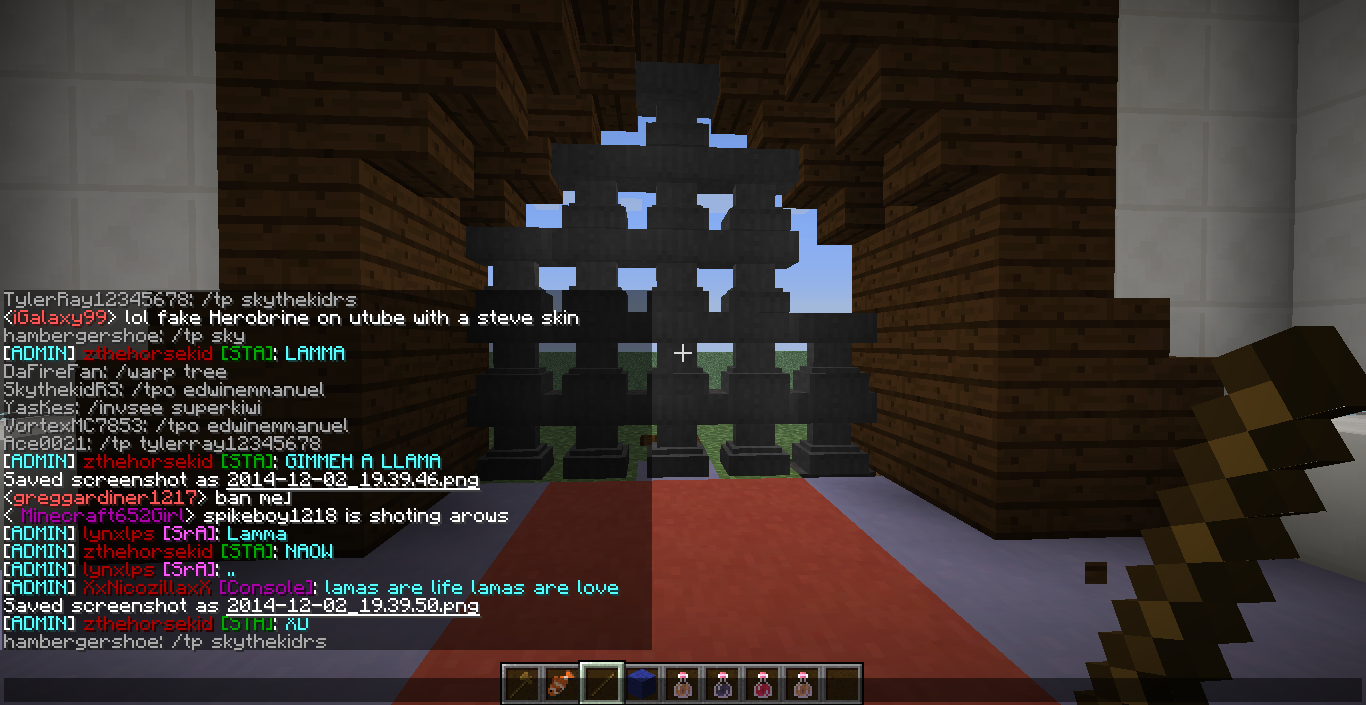 TylerRay12345678: /tp skythekidrs
<iGalaxy99> lol fake Herobrine on utube with a steve skin
hambergershoe: /tp sky
[ADMIN] zthehorsekid [STA]: LAMMA
DaFireFan: /warp tree
SkythekidRS: /tpo edwinemmanuel
YasKes: /invsee superkiwi
VortexMC7853: /tpo edwinemmanuel
Ace0021: /tp tylerray12345678
[ADMIN] zthehorsekid [STA]: GIMMEH A LLAMA
Saved screenshot as 2014-12-02_19.39.46.png
<greggardiner1217> ban me]
< Minecraft652Girl> spikeboy1218 is shoting arows
[ADMIN] lynxlps [SrA]: Lamma
[ADMIN] zthehorsekid [STA]: NAOW
[ADMIN] lynxlps [SrA]: ..
[ADMIN] XxNicozillaxX [Console]: lamas are life lamas are love
Saved screenshot as 2014-12-02_19.39.50.png
[ADMIN] zthehorsekid [STA]: XD
hambergershoe: /tp skythekidrs